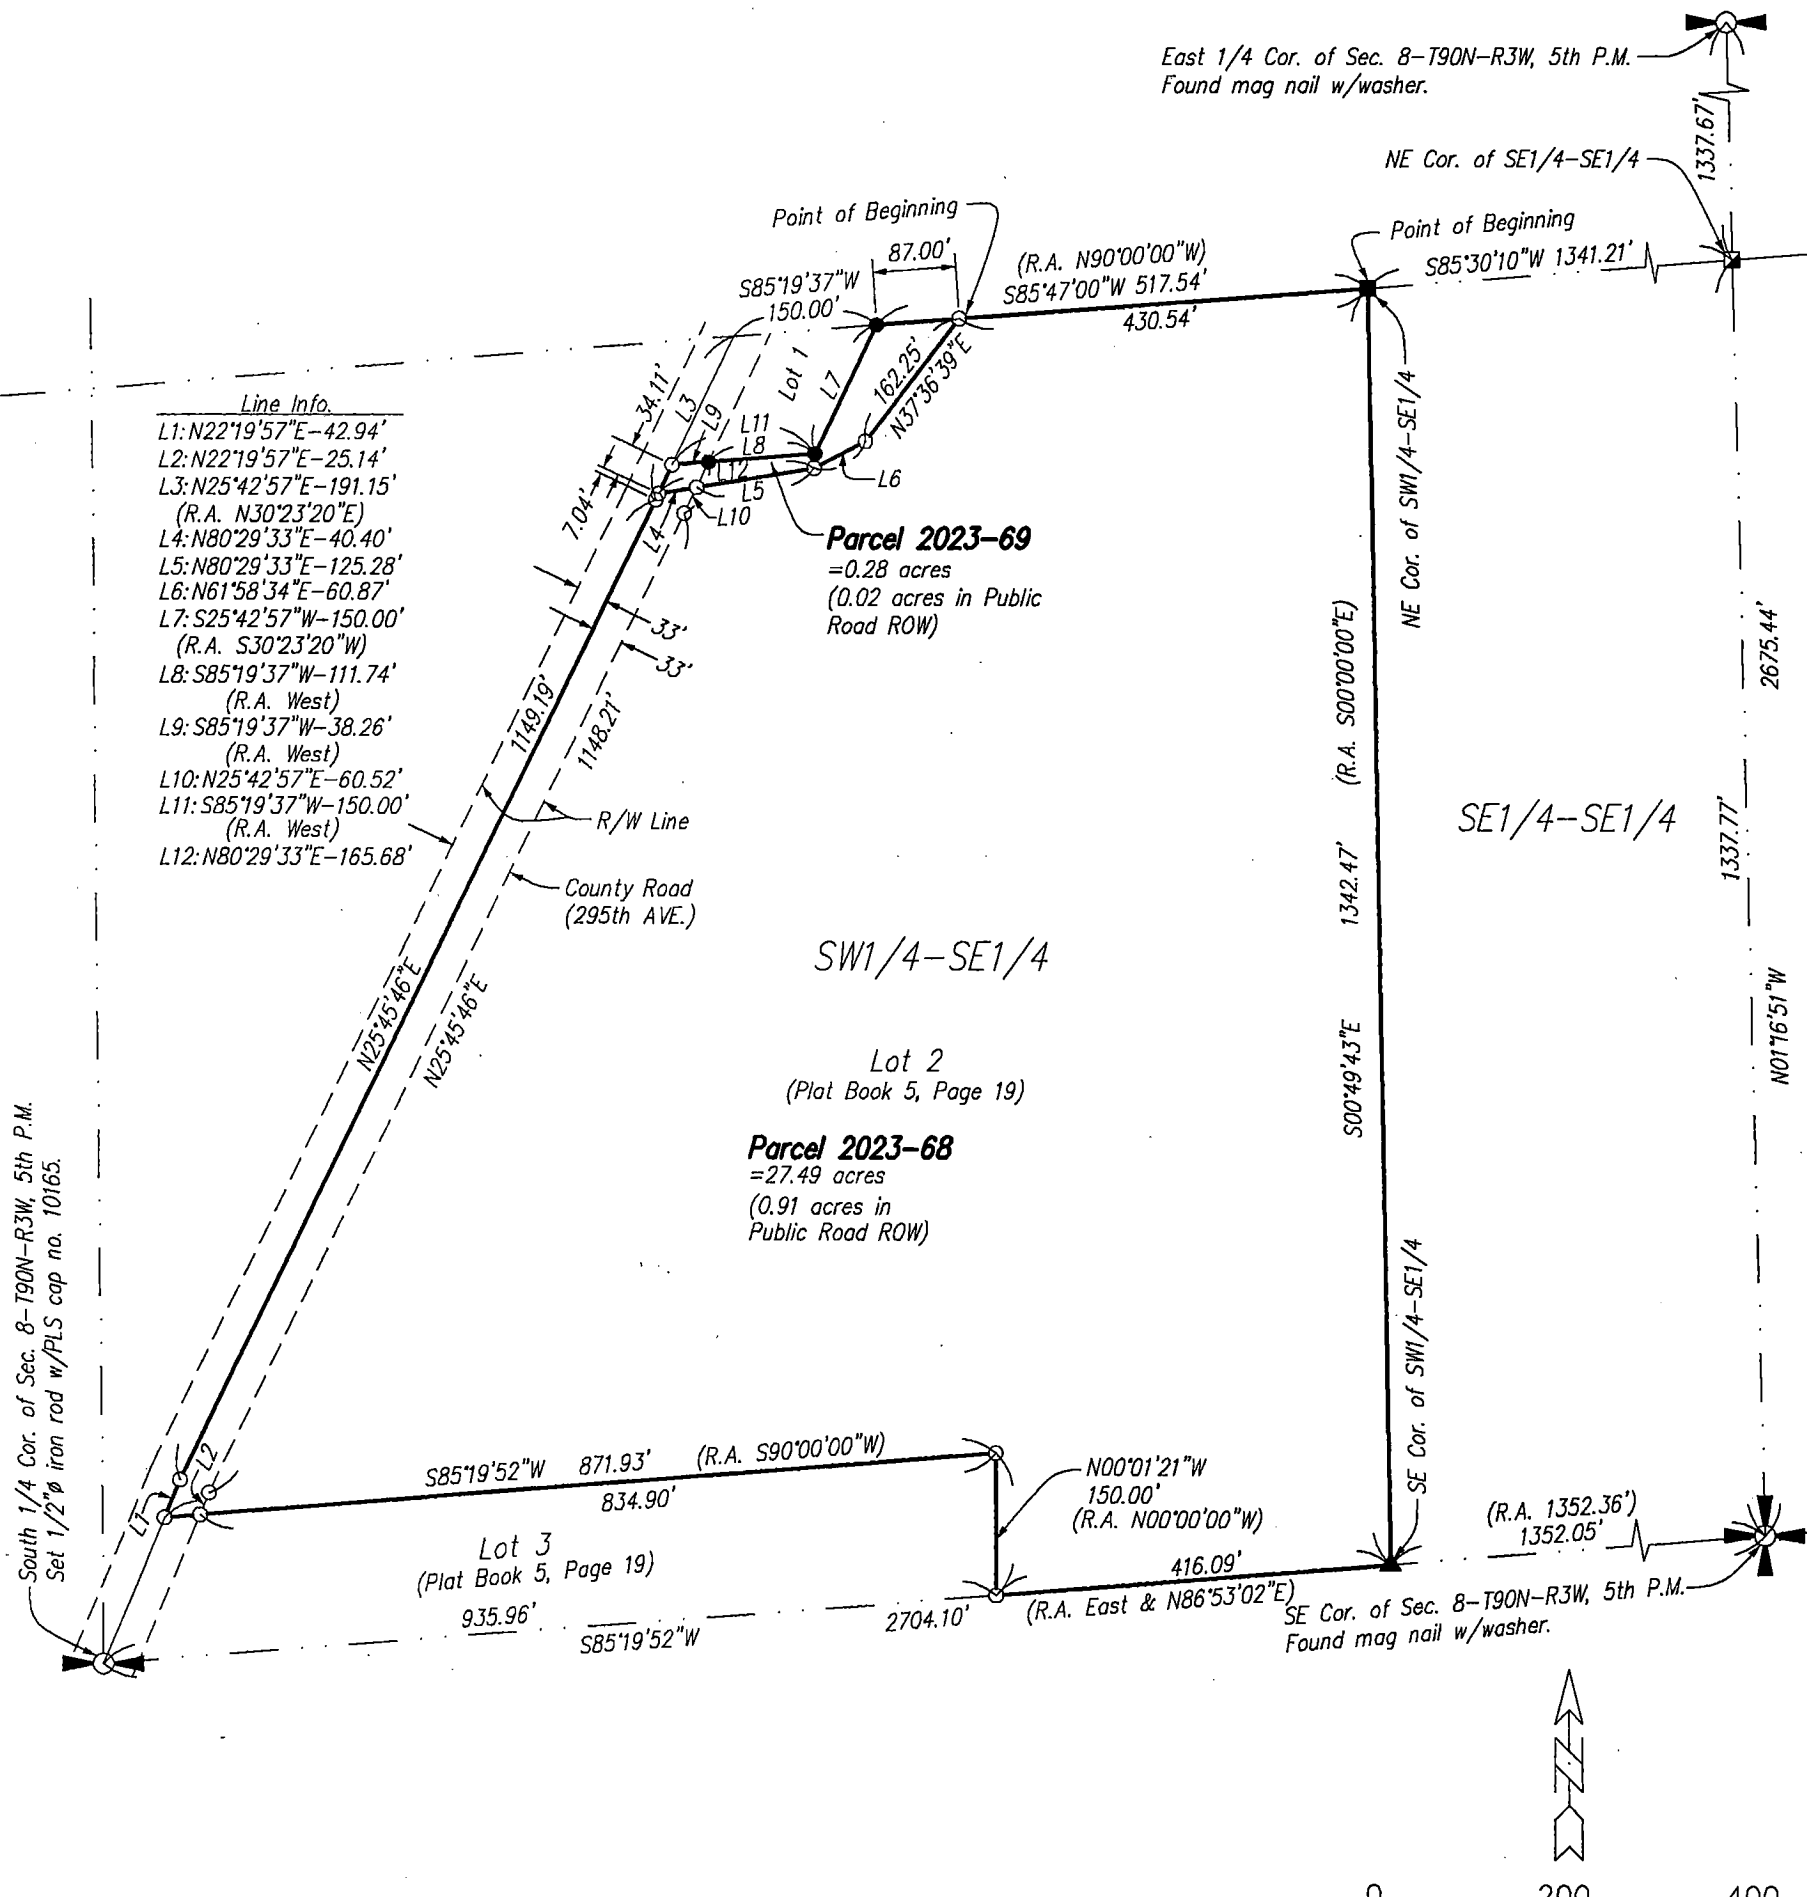 East 1/4 Cor. of Sec. 8-T90N-R3W, 5th P.M.
Found mag nail w/washer.
1337.67'
NE Cor. of SE1/4-SE1/4
Point of Beginning
87.00'
(R.A. N90°00'00"W)
S85°47'00"W 517.54'
430.54'
Point of Beginning
S85°30'10"W 1341.21'
S85°19'37"W
150.00'
Lot 1
L7
162.25'
N37°36'39"E
34.11'
L3
L9
L11
L8
L12
L5
L6
L10
L4
7.04'
Line Info.
L1: N22°19'57"E-42.94'
L2: N22°19'57"E-25.14'
L3: N25°42'57"E-191.15'
(R.A. N30°23'20"E)
L4: N80°29'33"E-40.40'
L5: N80°29'33"E-125.28'
L6: N61°58'34"E-60.87'
L7: S25°42'57"W-150.00'
(R.A. S30°23'20"W)
L8: S85°19'37"W-111.74'
(R.A. West)
L9: S85°19'37"W-38.26'
(R.A. West)
L10: N25°42'57"E-60.52'
L11: S85°19'37"W-150.00'
(R.A. West)
L12: N80°29'33"E-165.68'
Parcel 2023-69
=0.28 acres
(0.02 acres in Public
Road ROW)
33'
33'
1149.19'
1148.21'
R/W Line
County Road
(295th AVE.)
N25°45'46"E
N25°45'46"E
NE Cor. of SW1/4-SE1/4
(R.A. S00°00'00"E)
1342.47'
S00°49'43"E
SE1/4-SE1/4
2675.44'
1337.77'
N01°16'51"W
SW1/4-SE1/4
Lot 2
(Plat Book 5, Page 19)
Parcel 2023-68
=27.49 acres
(0.91 acres in
Public Road ROW)
SE Cor. of SW1/4-SE1/4
South 1/4 Cor. of Sec. 8-T90N-R3W, 5th P.M.
Set 1/2"ø iron rod w/PLS cap no. 10165.
L1
L2
S85°19'52"W 871.93' (R.A. S90°00'00"W)
834.90'
N00°01'21"W
150.00'
(R.A. N00°00'00"W)
Lot 3
(Plat Book 5, Page 19)
416.09'
(R.A. East & N86°53'02"E)
(R.A. 1352.36')
1352.05'
935.96'
S85°19'52"W
2704.10'
SE Cor. of Sec. 8-T90N-R3W, 5th P.M.
Found mag nail w/washer.
N
0 200 400